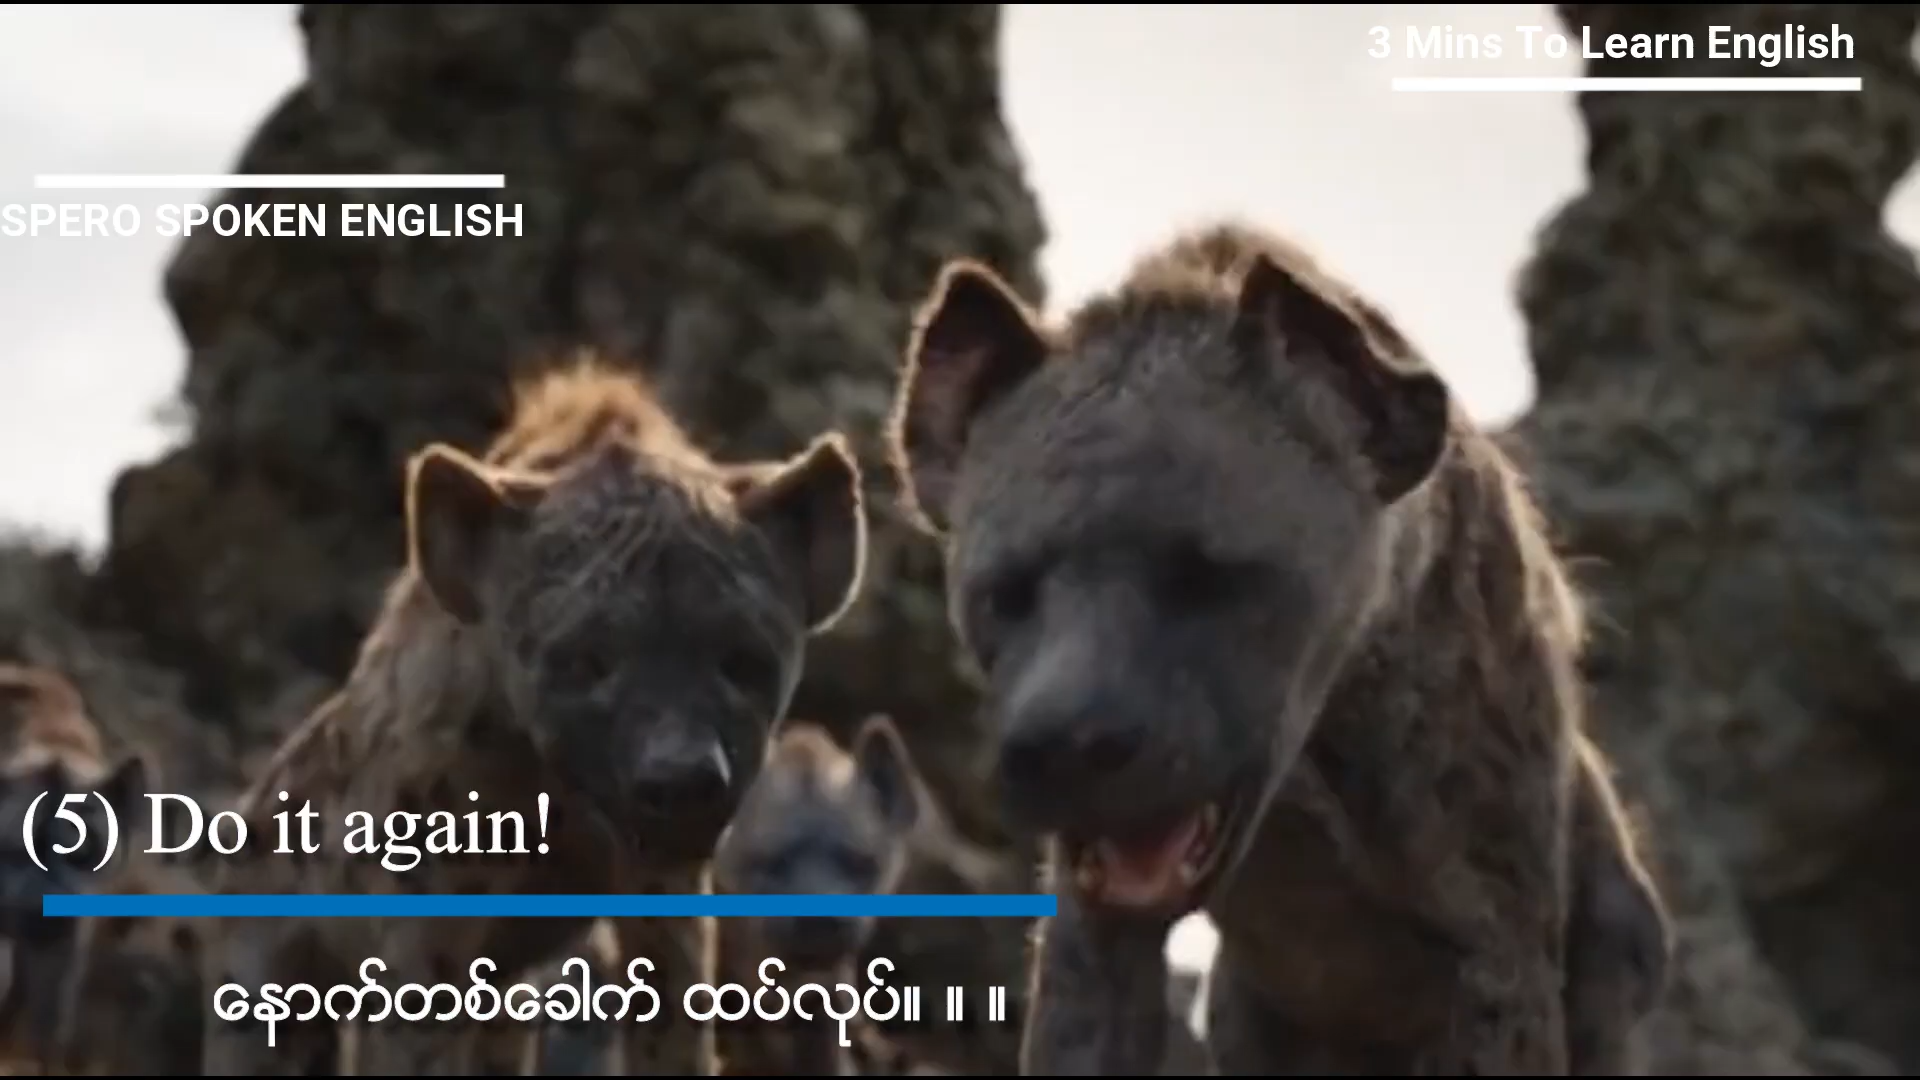 3 Mins To Learn English
SPERO SPOKEN ENGLISH
(5) Do it again!
နောက်တစ်ခေါက် ထပ်လုပ်။ ။ ။